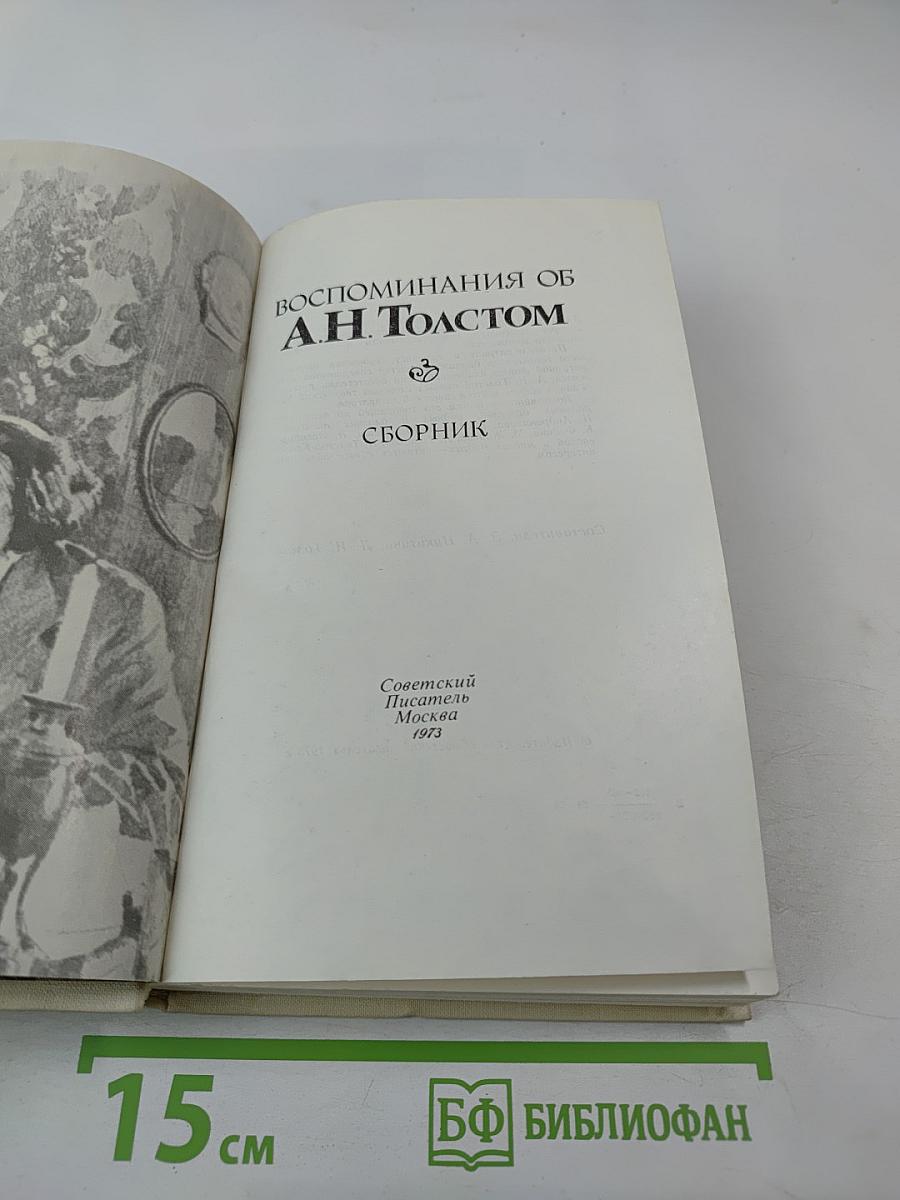 ВОСПОМИНАНИЯ ОБ
А.Н. ТОЛСТОМ
СБОРНИК
Советский
Писатель
Москва
1973
15 см
БФ БИБЛИОФАН